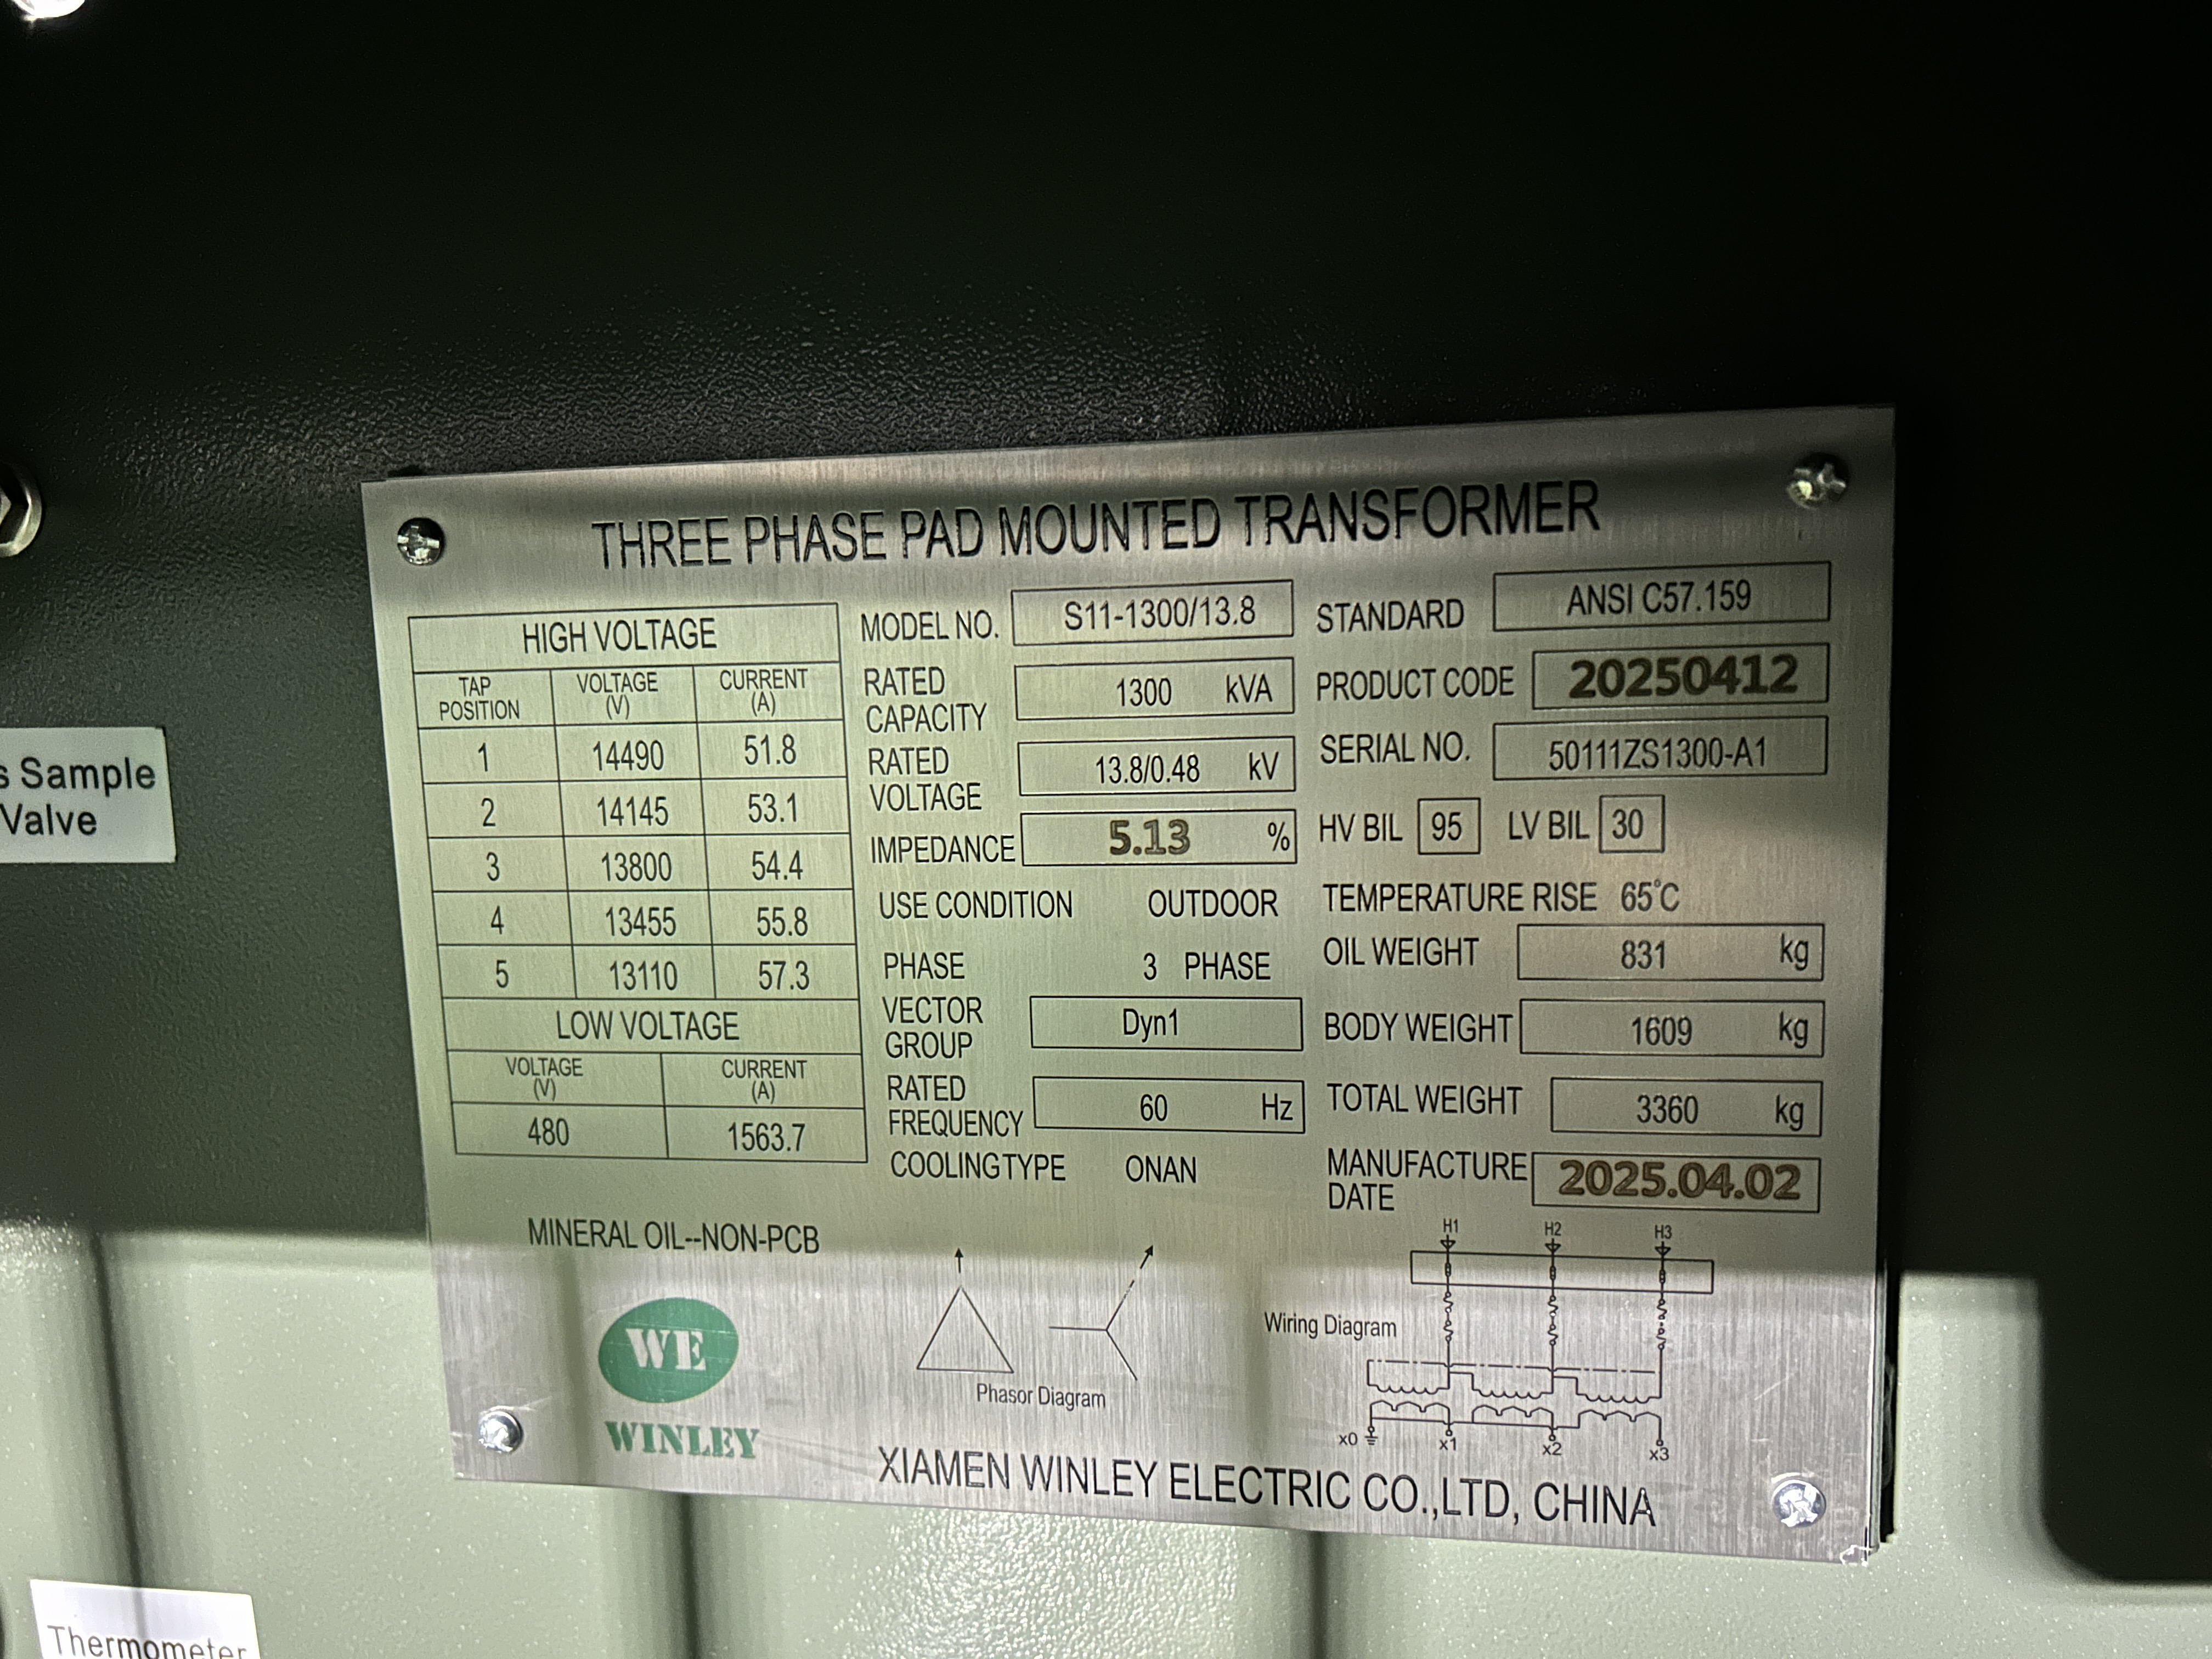 THREE PHASE PAD MOUNTED TRANSFORMER
HIGH VOLTAGE
TAP POSITION VOLTAGE (V) CURRENT (A)
1 14490 51.8
2 14145 53.1
3 13800 54.4
4 13455 55.8
5 13110 57.3
LOW VOLTAGE
VOLTAGE (V) CURRENT (A)
480 1563.7
MINERAL OIL--NON-PCB
WE
WINLEY
MODEL NO. S11-1300/13.8
RATED CAPACITY 1300 kVA
RATED VOLTAGE 13.8/0.48 kV
IMPEDANCE 5.13 %
USE CONDITION OUTDOOR
PHASE 3 PHASE
VECTOR GROUP Dyn1
RATED FREQUENCY 60 Hz
COOLINGTYPE ONAN
Phasor Diagram
STANDARD ANSI C57.159
PRODUCT CODE 20250412
SERIAL NO. 50111ZS1300-A1
HV BIL 95 LV BIL 30
TEMPERATURE RISE 65°C
OIL WEIGHT 831 kg
BODY WEIGHT 1609 kg
TOTAL WEIGHT 3360 kg
MANUFACTURE DATE 2025.04.02
H1 H2 H3
Wiring Diagram
x0 x1 x2 x3
XIAMEN WINLEY ELECTRIC CO.,LTD, CHINA
s Sample
Valve
Thermometer